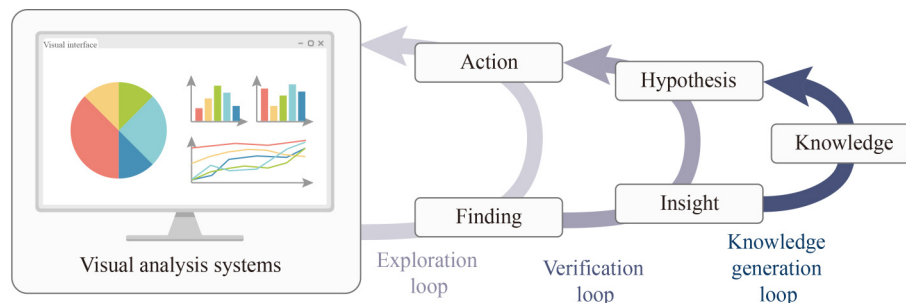 Visual interface
Action
Hypothesis
Knowledge
Finding
Insight
Visual analysis systems
Exploration
loop
Verification
loop
Knowledge
generation
loop